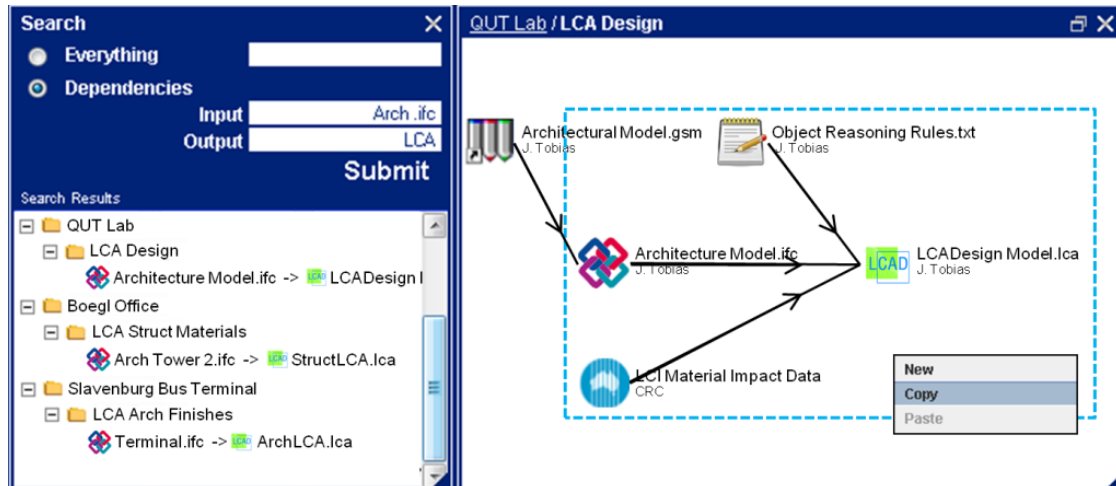 Search
Everything
Dependencies
Input Arch .ifc
Output LCA
Submit
Search Results
QUT Lab
LCA Design
Architecture Model.ifc -> LCAD LCADesign l
Boegl Office
LCA Struct Materials
Arch Tower 2.ifc -> LCAD StructLCA.lca
Slavenburg Bus Terminal
LCA Arch Finishes
Terminal.ifc -> LCAD ArchLCA.lca
QUT Lab / LCA Design
Architectural Model.gsm
J. Tobias
Object Reasoning Rules.txt
J. Tobias
Architecture Model.ifc
J. Tobias
LCAD
LCADesign Model.lca
J. Tobias
LCI Material Impact Data
CRC
New
Copy
Paste